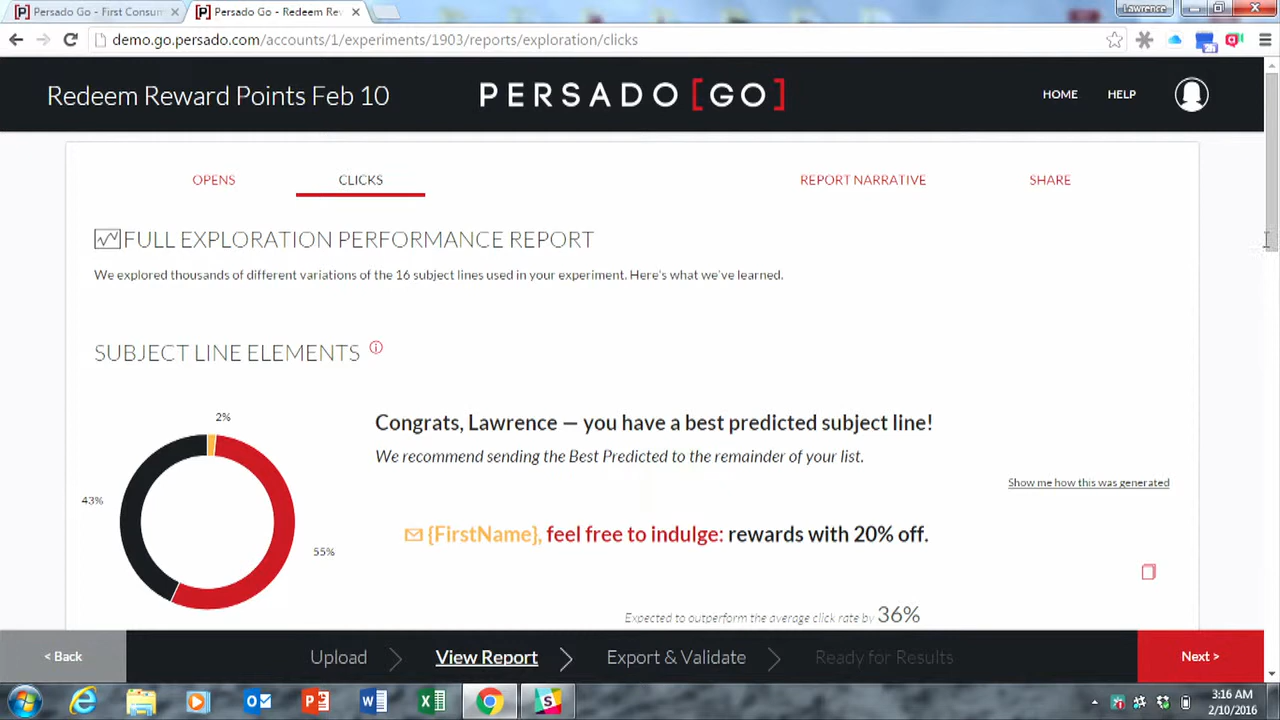 Persado Go - First Consum
Persado Go - Redeem Rev
Lawrence
demo.go.persado.com/accounts/1/experiments/1903/reports/exploration/clicks
Redeem Reward Points Feb 10
PERSADO [GO]
HOME
HELP
OPENS
CLICKS
REPORT NARRATIVE
SHARE
FULL EXPLORATION PERFORMANCE REPORT
We explored thousands of different variations of the 16 subject lines used in your experiment. Here's what we've learned.
SUBJECT LINE ELEMENTS
2%
43%
55%
Congrats, Lawrence — you have a best predicted subject line!
We recommend sending the Best Predicted to the remainder of your list.
Show me how this was generated
{FirstName}, feel free to indulge: rewards with 20% off.
Expected to outperform the average click rate by 36%
< Back
Upload
View Report
Export & Validate
Ready for Results
Next >
3:16 AM
2/10/2016